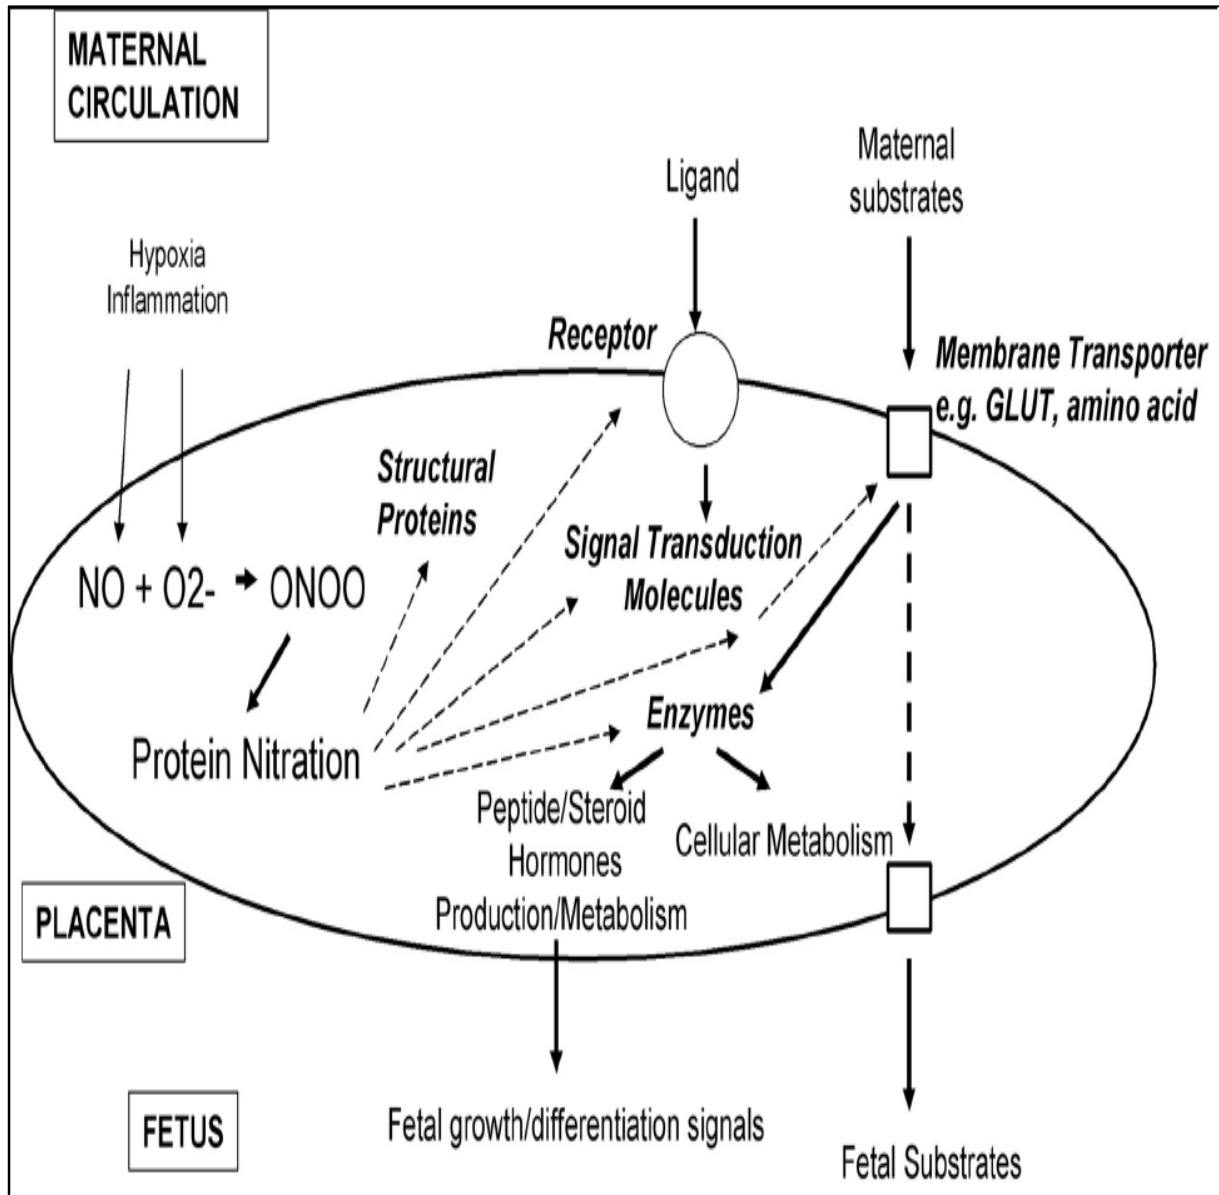 MATERNAL
CIRCULATION
Ligand
Maternal
substrates
Hypoxia
Inflammation
Receptor
Membrane Transporter
e.g. GLUT, amino acid
Structural
Proteins
Signal Transduction
Molecules
NO + O2- ONOO
Protein Nitration
Enzymes
Peptide/Steroid
Hormones
Production/Metabolism
Cellular Metabolism
PLACENTA
FETUS
Fetal growth/differentiation signals
Fetal Substrates